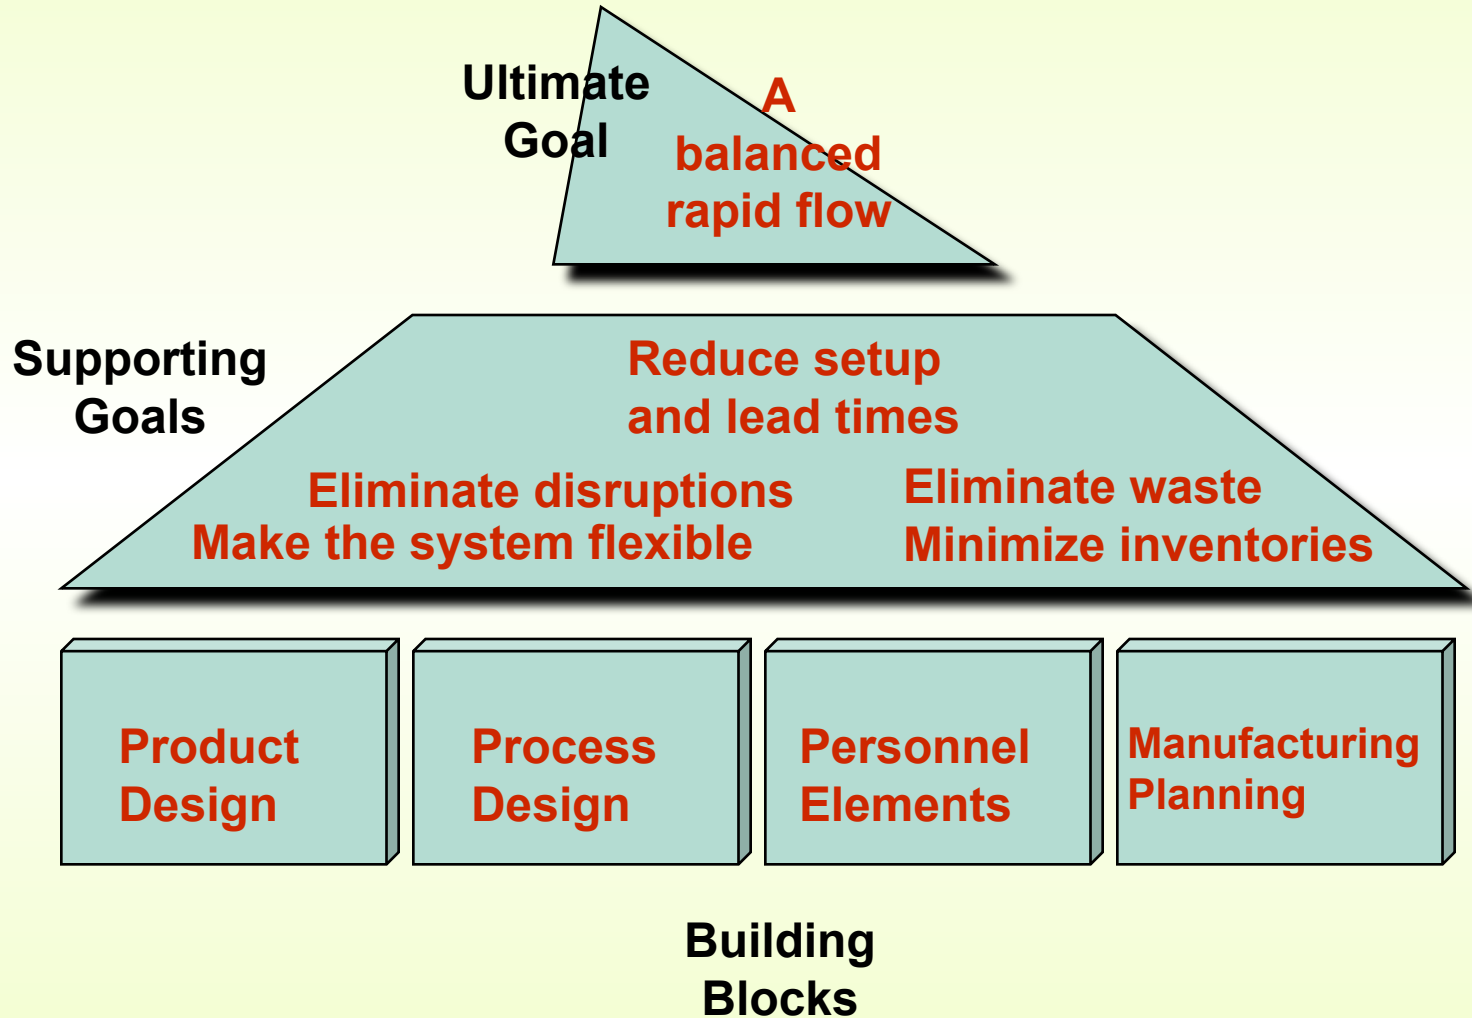 Ultimate
Goal
A
balanced
rapid flow
Supporting
Goals
Reduce setup
and lead times
Eliminate disruptions
Make the system flexible
Eliminate waste
Minimize inventories
Product
Design
Process
Design
Personnel
Elements
Manufacturing
Planning
Building
Blocks